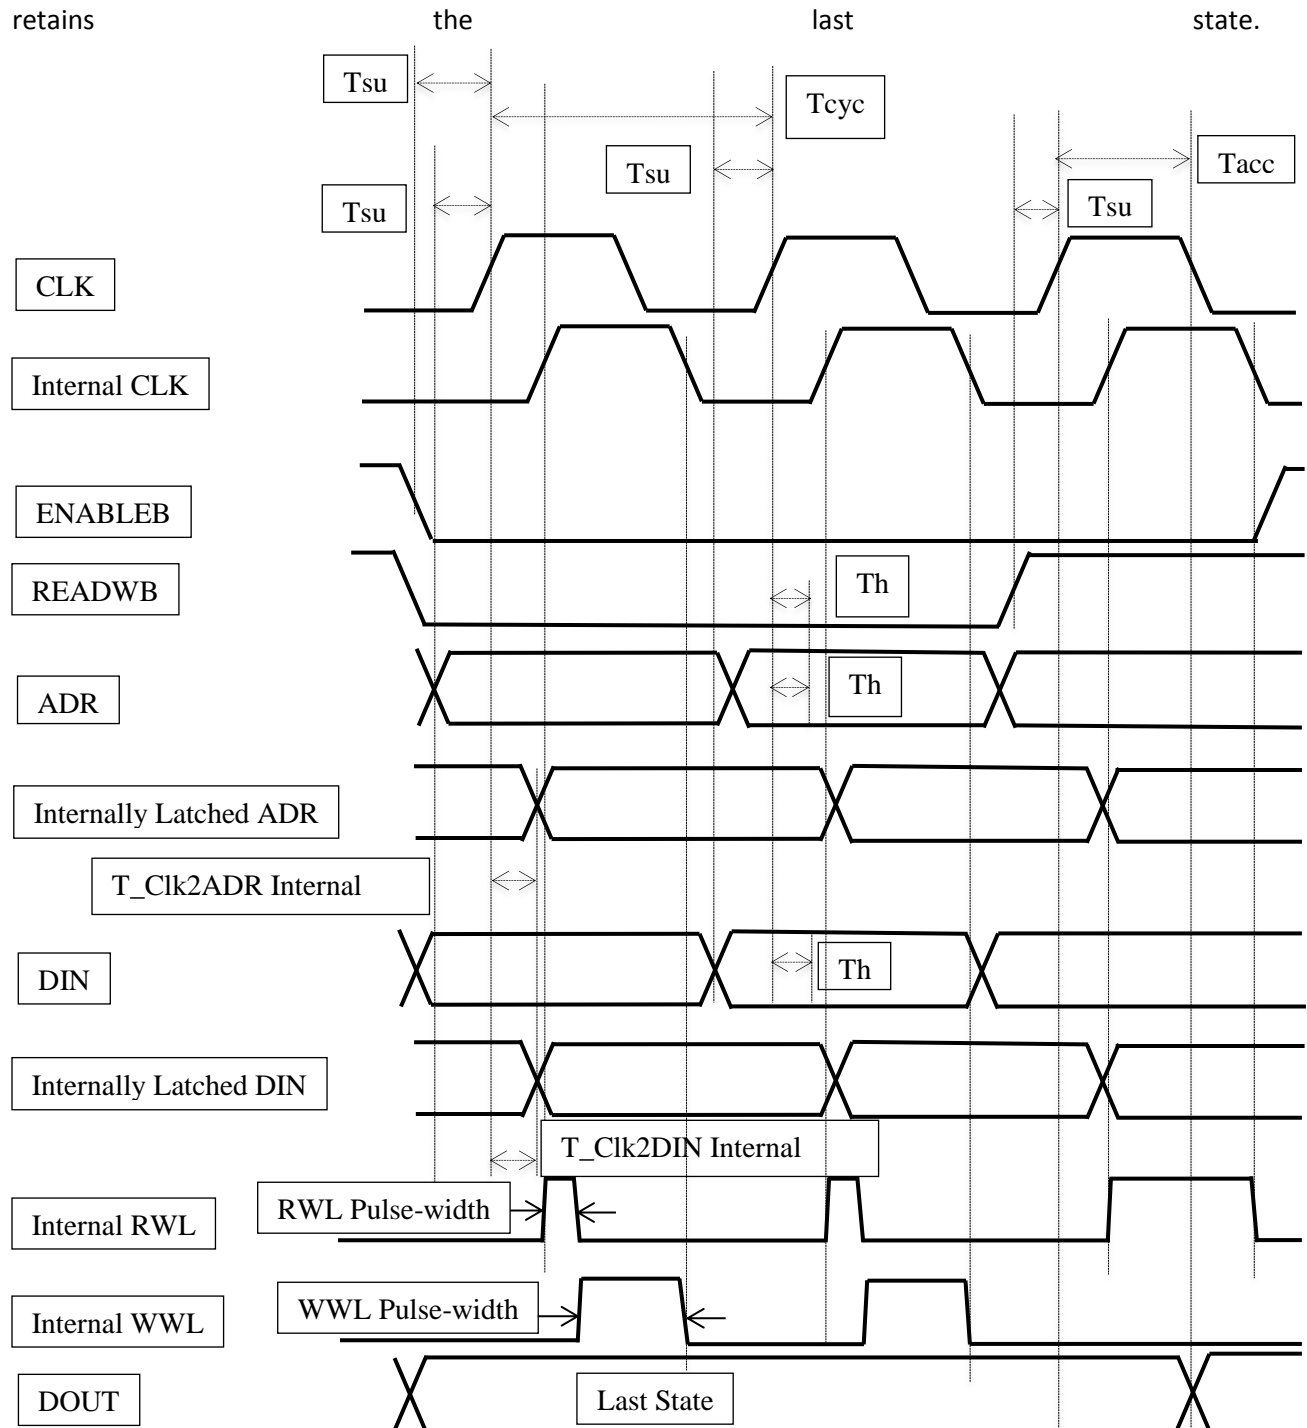 retains the last state.
Tsu
Tcyc
Tsu
Tacc
Tsu
Tsu
CLK
Internal CLK
ENABLEB
READWB
Th
ADR
Th
Internally Latched ADR
T_Clk2ADR Internal
DIN
Th
Internally Latched DIN
T_Clk2DIN Internal
RWL Pulse-width
Internal RWL
WWL Pulse-width
Internal WWL
DOUT
Last State